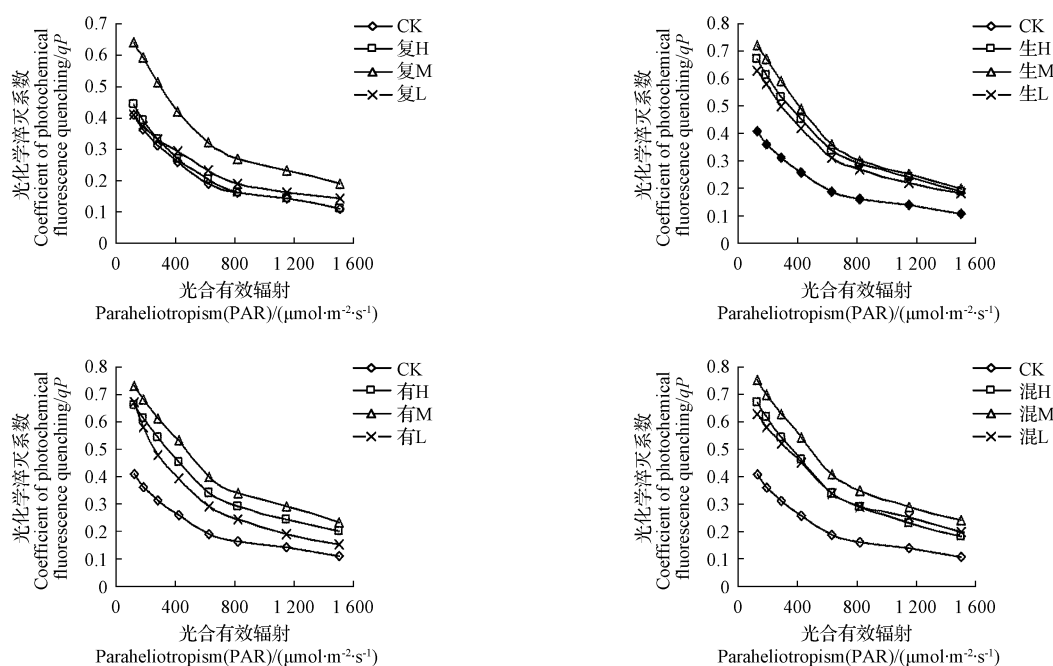 光化学淬灭系数
Coefficient of photochemical
fluorescence quenching/qP
0.7
0.6
0.5
0.4
0.3
0.2
0.1
0
0
400
800
1 200
1 600
CK
复H
复M
复L
光合有效辐射
Paraheliotropism(PAR)/(μmol·m⁻²·s⁻¹)
光化学淬灭系数
Coefficient of photochemical
fluorescence quenching/qP
0.8
0.7
0.6
0.5
0.4
0.3
0.2
0.1
0
0
400
800
1 200
1 600
CK
生H
生M
生L
光合有效辐射
Paraheliotropism(PAR)/(μmol·m⁻²·s⁻¹)
光化学淬灭系数
Coefficient of photochemical
fluorescence quenching/qP
0.8
0.7
0.6
0.5
0.4
0.3
0.2
0.1
0
0
400
800
1 200
1 600
CK
有H
有M
有L
光合有效辐射
Paraheliotropism(PAR)/(μmol·m⁻²·s⁻¹)
光化学淬灭系数
Coefficient of photochemical
fluorescence quenching/qP
0.8
0.7
0.6
0.5
0.4
0.3
0.2
0.1
0
0
400
800
1 200
1 600
CK
混H
混M
混L
光合有效辐射
Paraheliotropism(PAR)/(μmol·m⁻²·s⁻¹)